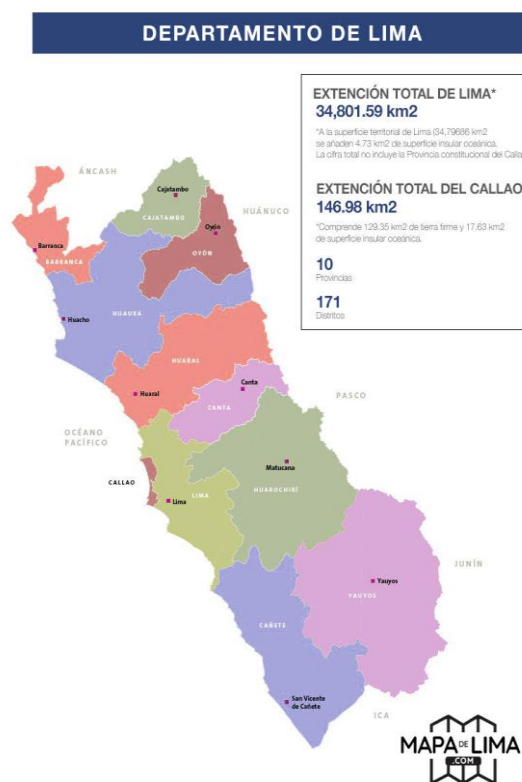 DEPARTAMENTO DE LIMA
EXTENCIÓN TOTAL DE LIMA*
34,801.59 km2
*A la superficie territorial de Lima (34,79686 km2
se añaden 4.73 km2 de superficie insular oceánica.
La cifra total no incluye la Provincia constitucional del Calla
EXTENCIÓN TOTAL DEL CALLAO
146.98 km2
*Comprende 129.35 km2 de tierra firme y 17.63 km2
de superficie insular oceánica.
10
Provincias
171
Distritos
ÁNCASH
Cajatambo
CAJATAMBO
HUÁNUCO
Oyón
OYÓN
Barranca
BARRANCA
Huacho
HUAURA
HUARAL
Huaral
Canta
CANTA
PASCO
OCÉANO
PACÍFICO
Matucana
HUAROCHIRÍ
CALLAO
LIMA
Lima
JUNÍN
Yauyos
YAUYOS
CAÑETE
San Vicente
de Cañete
ICA
MAPA DE LIMA
.COM